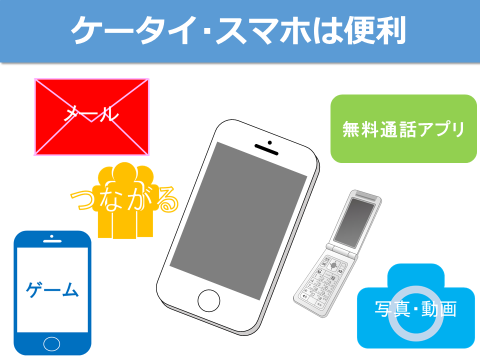 ケータイ・スマホは便利
メール
無料通話アプリ
つながる
ゲーム
写真・動画